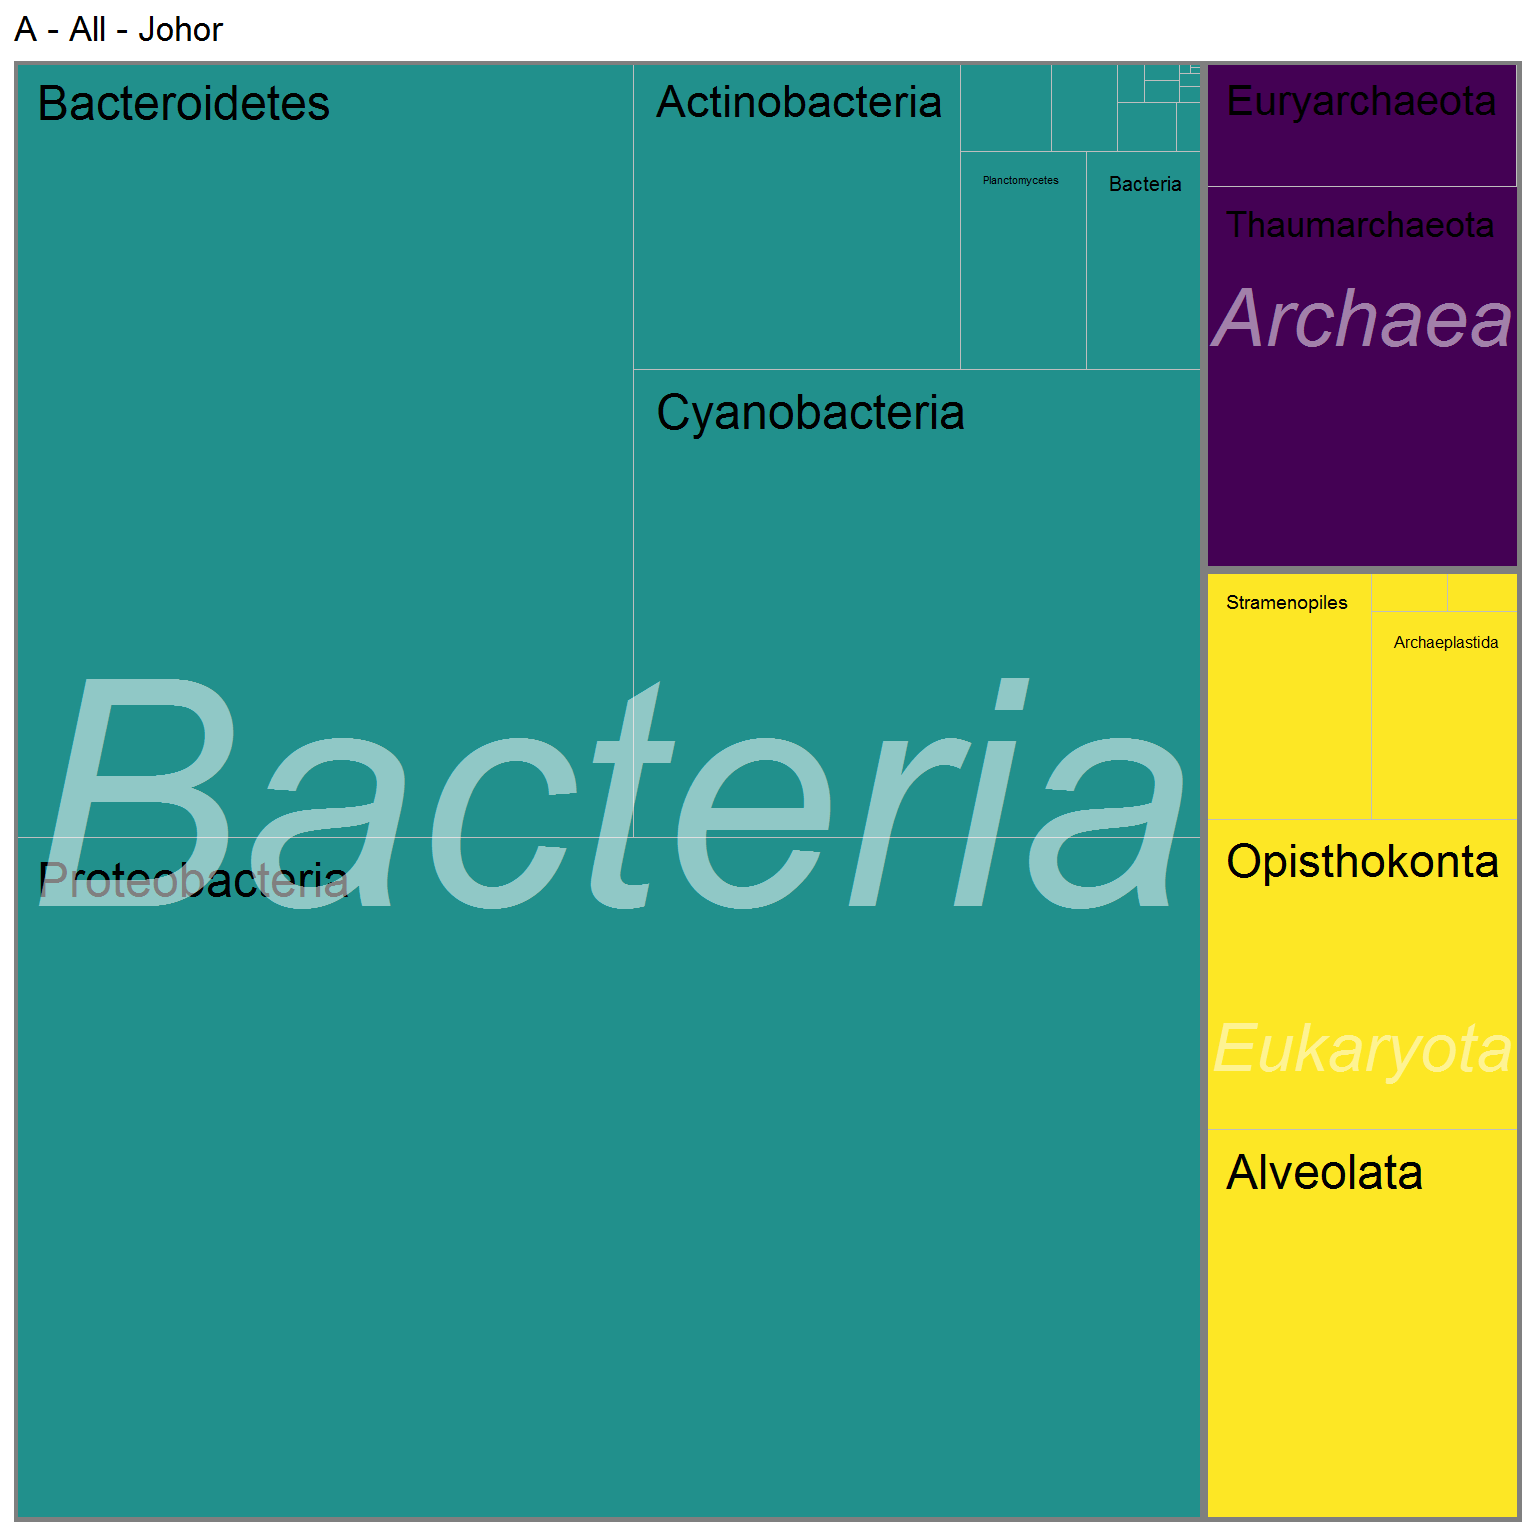 A - All - Johor
Bacteroidetes
Actinobacteria
Planctomycetes
Bacteria
Cyanobacteria
Bacteria
Proteobacteria
Euryarchaeota
Thaumarchaeota
Archaea
Stramenopiles
Archaeplastida
Opisthokonta
Eukaryota
Alveolata